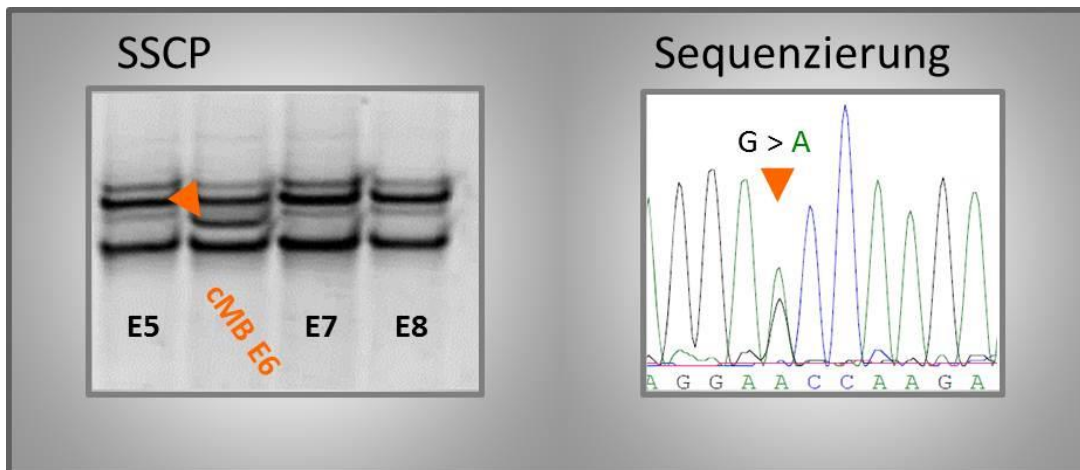 SSCP
E5
cMB E6
E7
E8
Sequenzierung
G > A
A G G A A C C A A G A